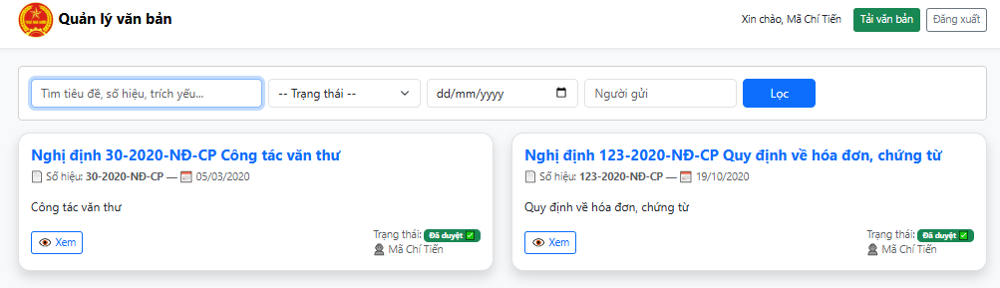 Quản lý văn bản
Xin chào, Mã Chí Tiến
Tải văn bản
Đăng xuất
Tìm tiêu đề, số hiệu, trích yếu...
-- Trạng thái --
dd/mm/yyyy
Người gửi
Lọc
Nghị định 30-2020-NĐ-CP Công tác văn thư
Số hiệu: 30-2020-NĐ-CP — 05/03/2020
Công tác văn thư
Xem
Trạng thái: Đã duyệt ✅
Mã Chí Tiến
Nghị định 123-2020-NĐ-CP Quy định về hóa đơn, chứng từ
Số hiệu: 123-2020-NĐ-CP — 19/10/2020
Quy định về hóa đơn, chứng từ
Xem
Trạng thái: Đã duyệt ✅
Mã Chí Tiến